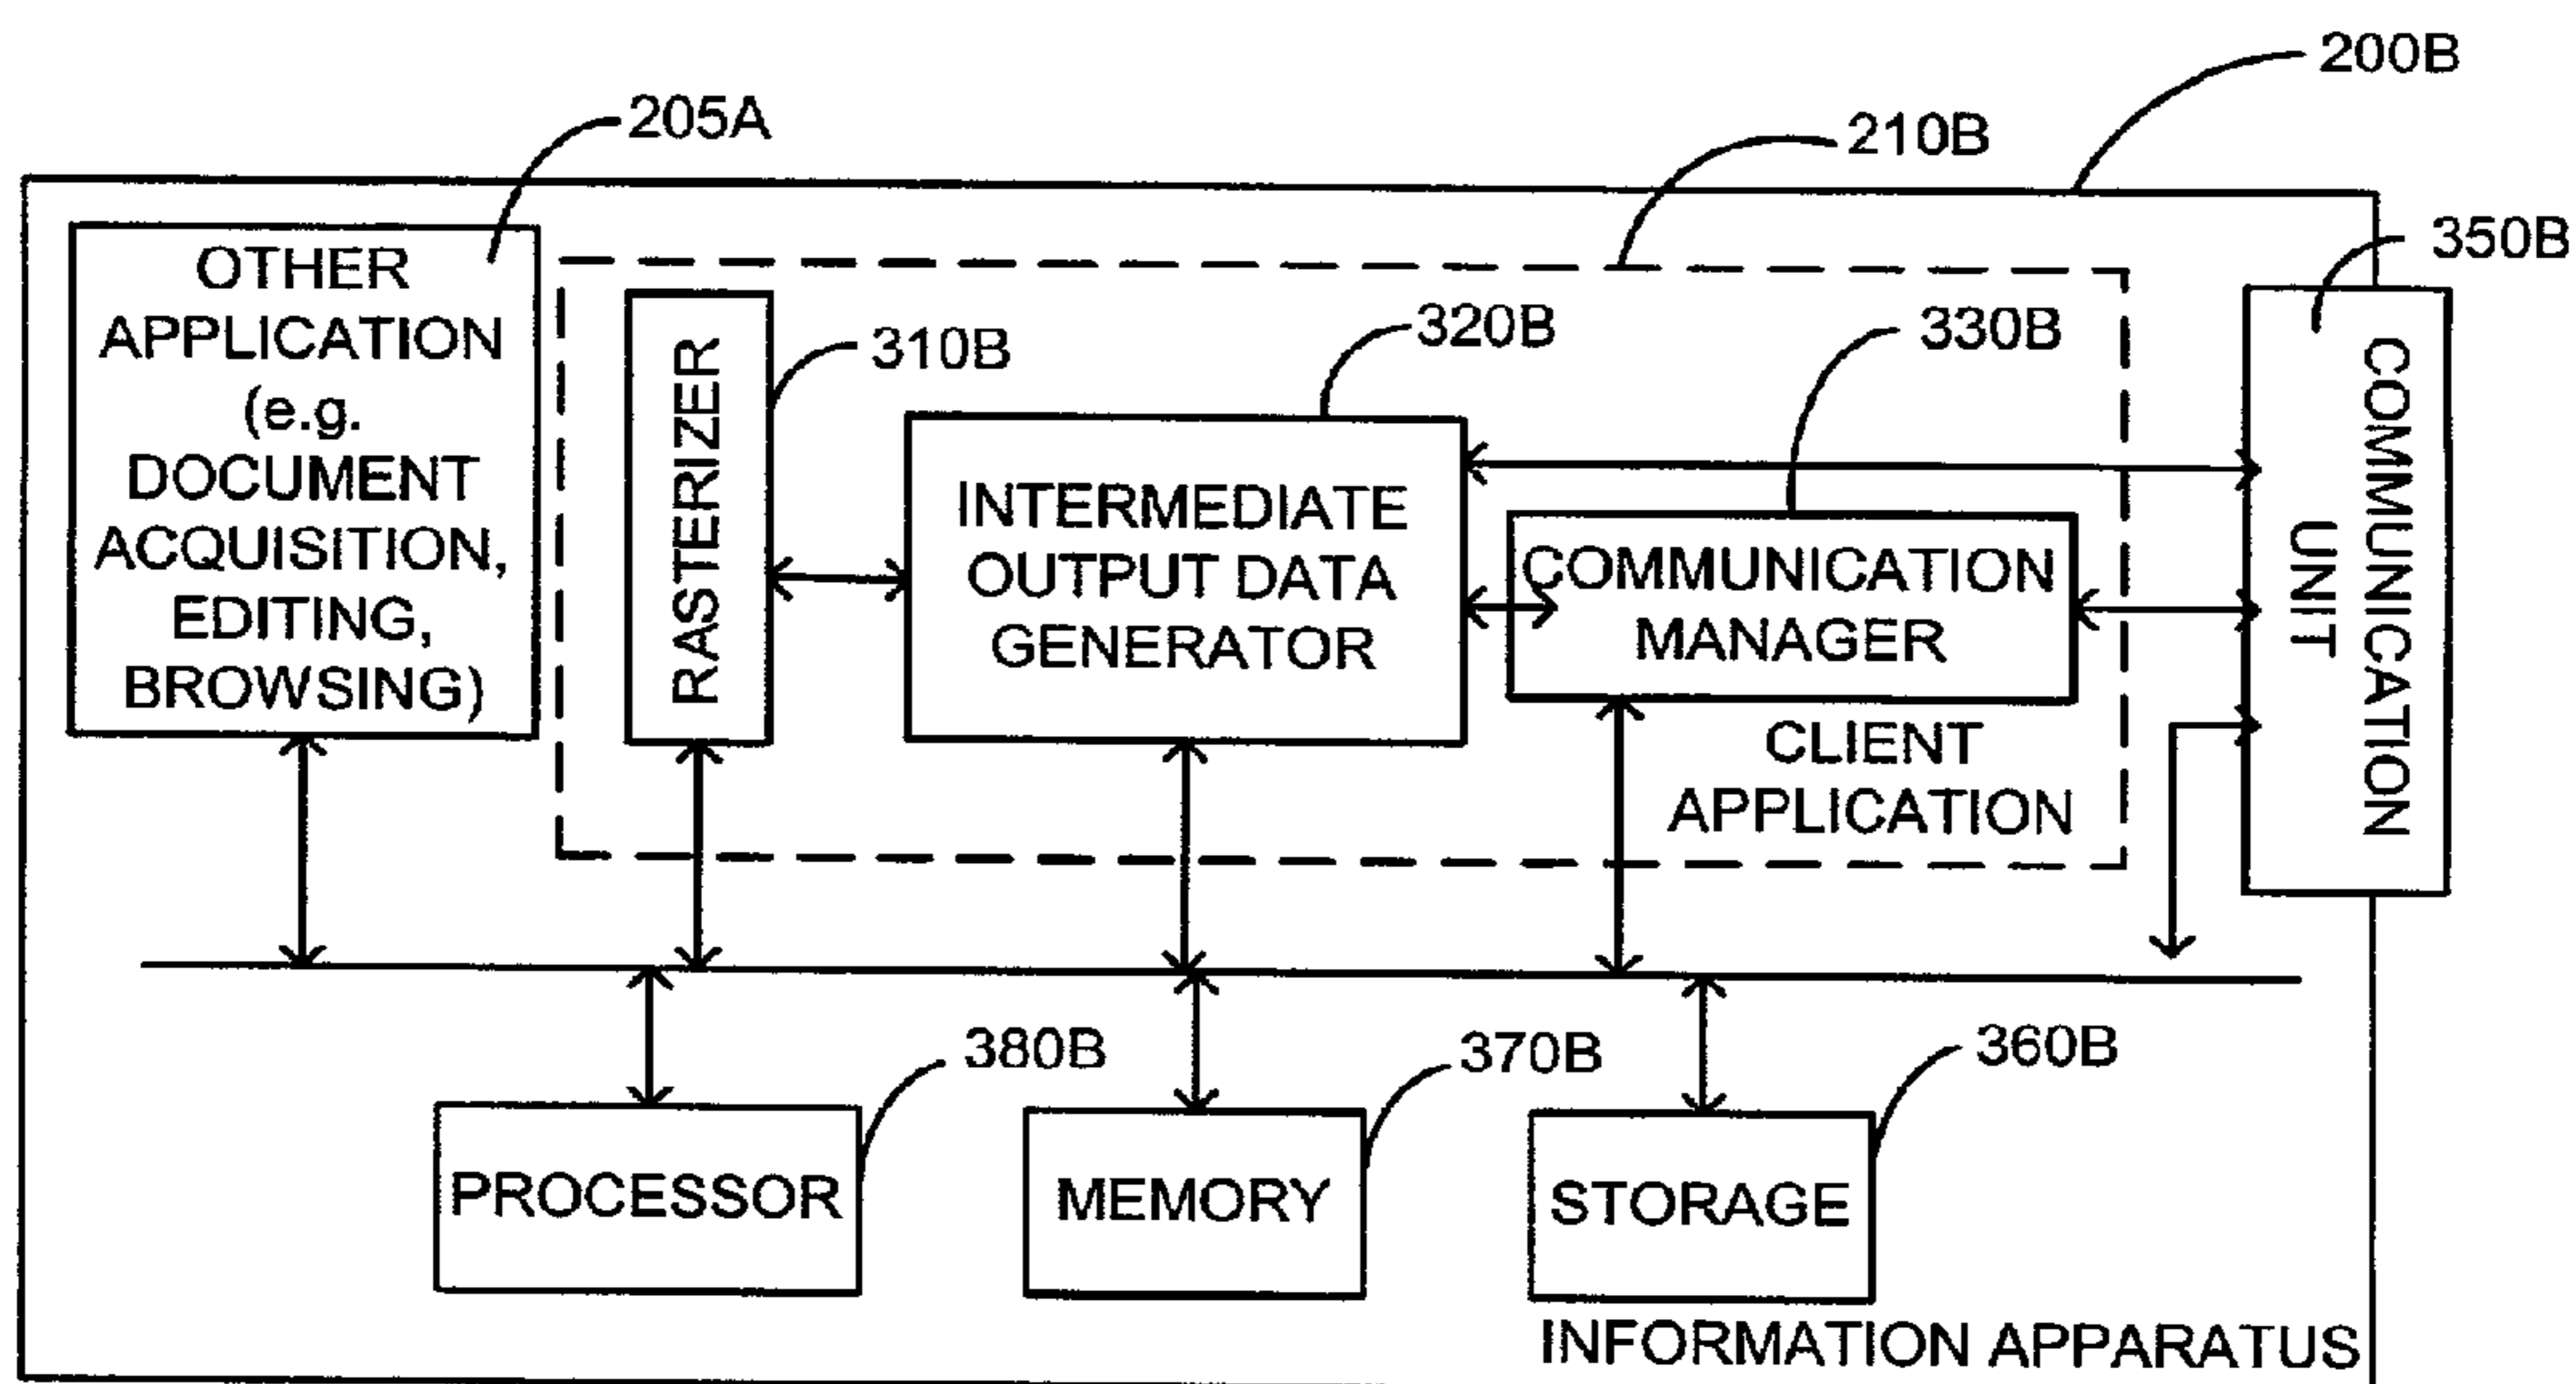 200B
205A
210B
350B
OTHER
APPLICATION
(e.g.
DOCUMENT
ACQUISITION,
EDITING,
BROWSING)
RASTERIZER
310B
320B
330B
INTERMEDIATE
OUTPUT DATA
GENERATOR
COMMUNICATION
MANAGER
CLIENT
APPLICATION
COMMUNICATION
UNIT
380B
370B
360B
PROCESSOR
MEMORY
STORAGE
INFORMATION APPARATUS